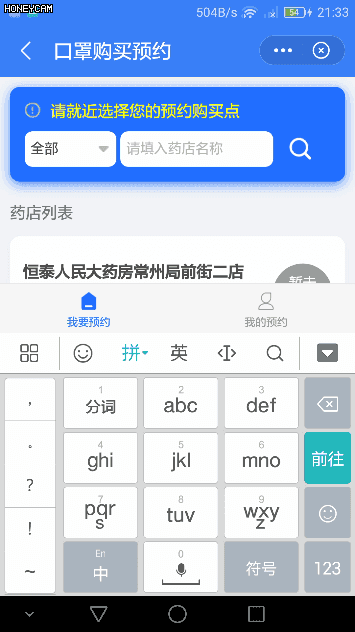 HONEYCAM
504B/s 54 21:33
口罩购买预约
请就近选择您的预约购买点
全部 请填入药店名称
药店列表
恒泰人民大药房常州局前街二店
我要预约 我的预约
拼 英
， 1 分词 2 abc 3 def
。 4 ghi 5 jkl 6 mno 前往
? 7 pqrs 8 tuv 9 wxyz
!
~ En 中 0 符号 123